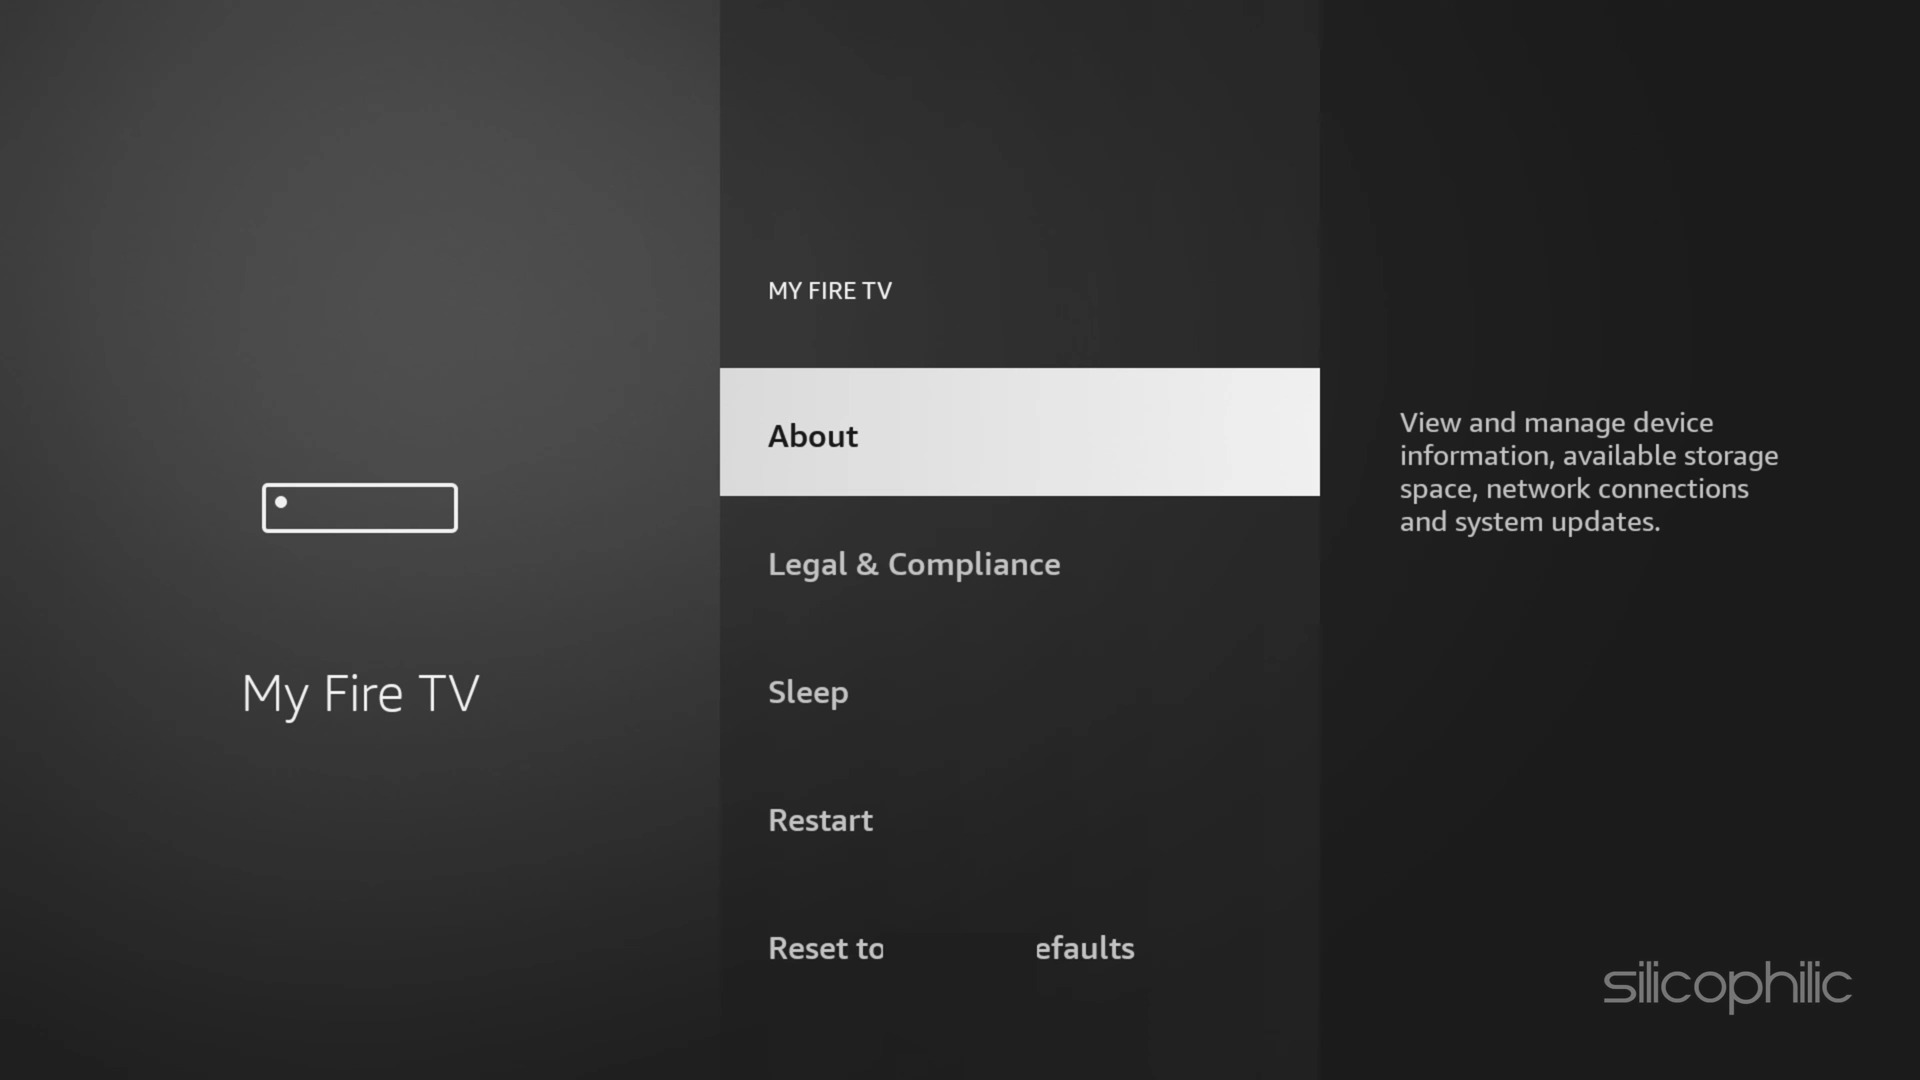 MY FIRE TV
About
Legal & Compliance
Sleep
Restart
Reset to efaults
My Fire TV
View and manage device
information, available storage
space, network connections
and system updates.
silicophilic